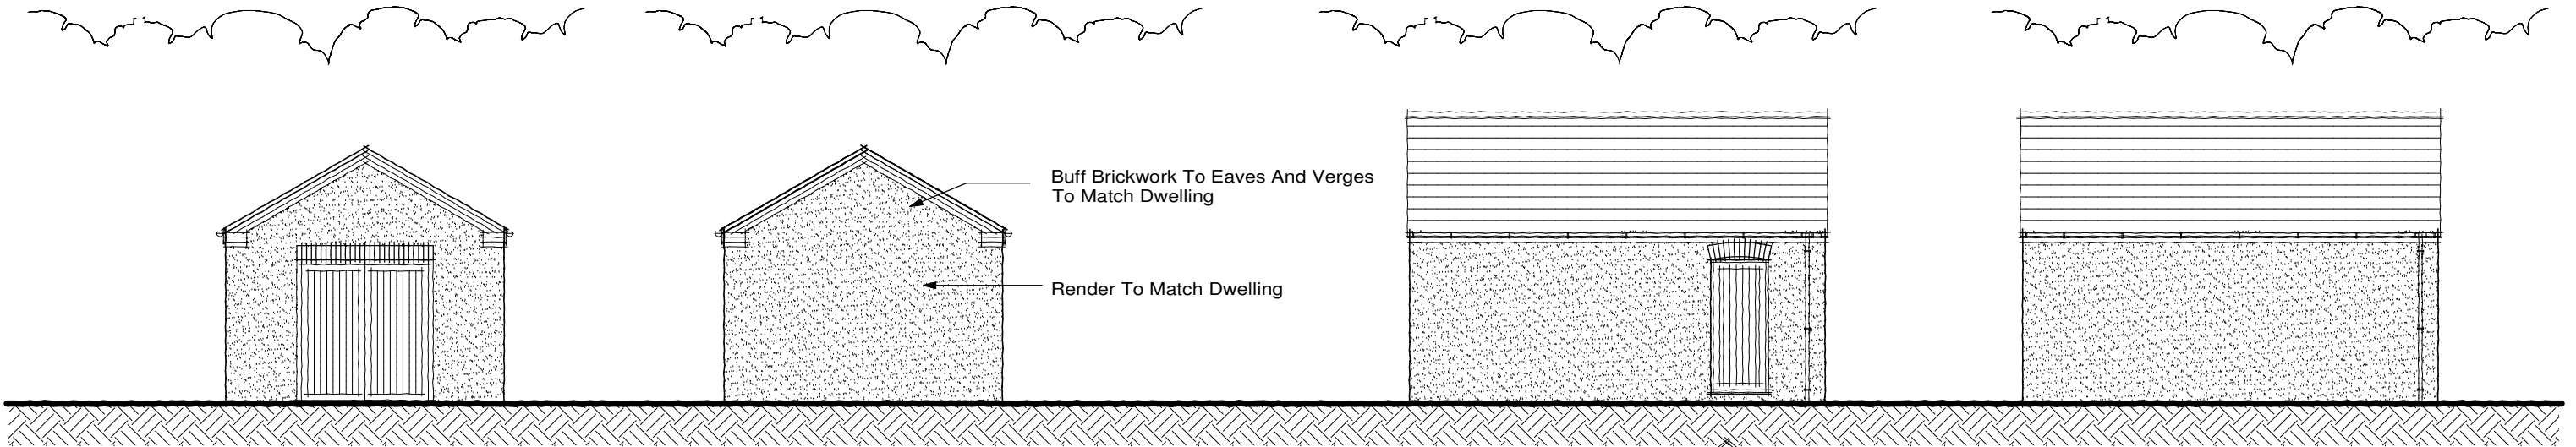 Buff Brickwork To Eaves And Verges
To Match Dwelling
Render To Match Dwelling